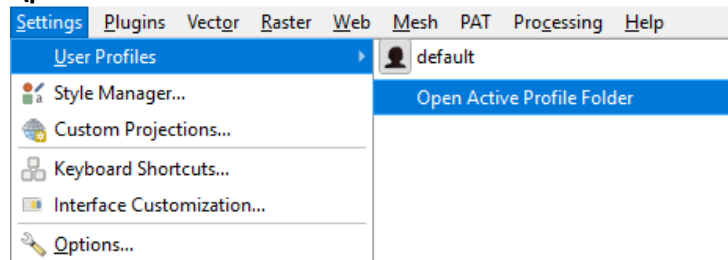 Settings Plugins Vector Raster Web Mesh PAT Processing Help
User Profiles
default
Style Manager...
Open Active Profile Folder
Custom Projections...
Keyboard Shortcuts...
Interface Customization...
Options...